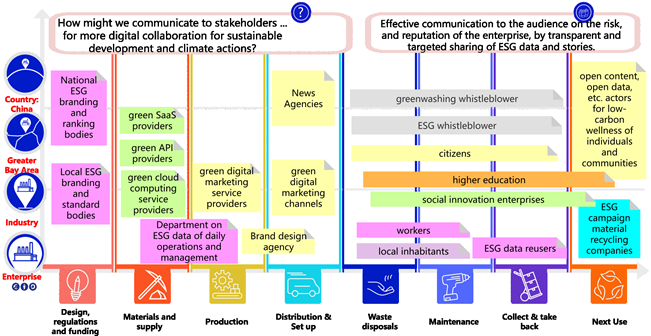 How might we communicate to stakeholders ...
for more digital collaboration for sustainable
development and climate actions?
?
Effective communication to the audience on the risk,
and reputation of the enterprise, by transparent and
targeted sharing of ESG data and stories.
Country:
China
Greater
Bay Area
Industry
Enterprise
National
ESG
branding
and
ranking
bodies
Local ESG
branding
and
standard
bodies
green SaaS
providers
green API
providers
green cloud
computing
service
providers
Department on
ESG data of daily
operations and
management
green digital
marketing
service
providers
Brand design
agency
News
Agencies
green
digital
marketing
channels
greenwashing whistleblower
ESG whistleblower
citizens
higher education
social innovation enterprises
workers
local inhabitants
ESG data reusers
open content,
open data,
etc. actors
for low-
carbon
wellness of
individuals
and
communities
ESG
campaign
material
recycling
companies
Design,
regulations
and funding
Materials and
supply
Production
Distribution &
Set up
Waste
disposals
Maintenance
Collect & take
back
Next Use